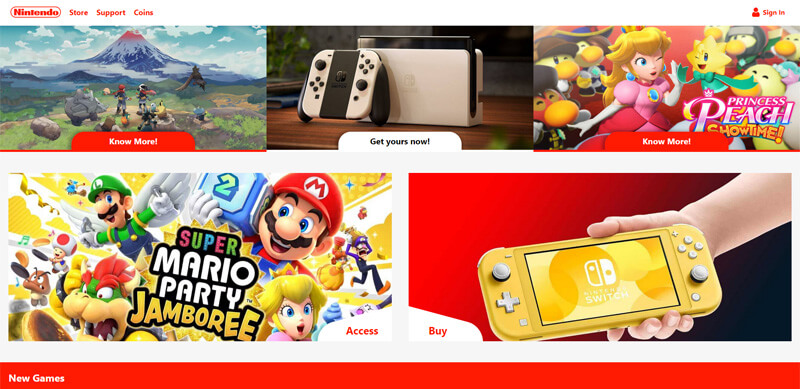 Nintendo Store Support Coins Sign In
Know More!
Get yours now!
PRINCESS
PEACH
SHOWTIME!
Know More!
2
M
SUPER
MARIO
PARTY
JAMBOREE
Access
NINTENDO
SWITCH
Buy
New Games